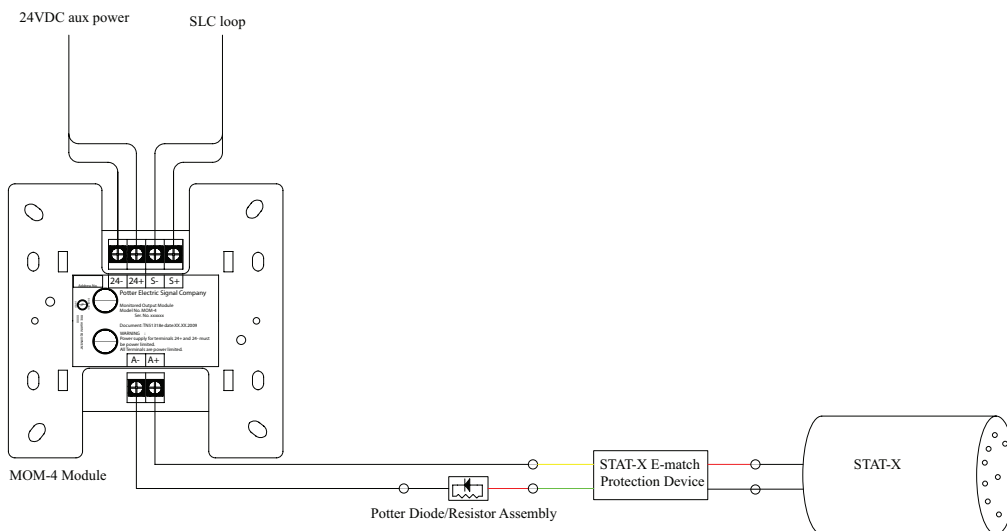 24VDC aux power
SLC loop
24-
24+
S-
S+
Potter Electric Signal Company
Monitored Output Module
Model No. MOM-4
Ser. No. xxxxxx
WARNING
Power supply for terminals 24+ and 24- must
be power limited.
All Terminals are power limited.
A-
A+
MOM-4 Module
STAT-X E-match
Protection Device
STAT-X
Potter Diode/Resistor Assembly